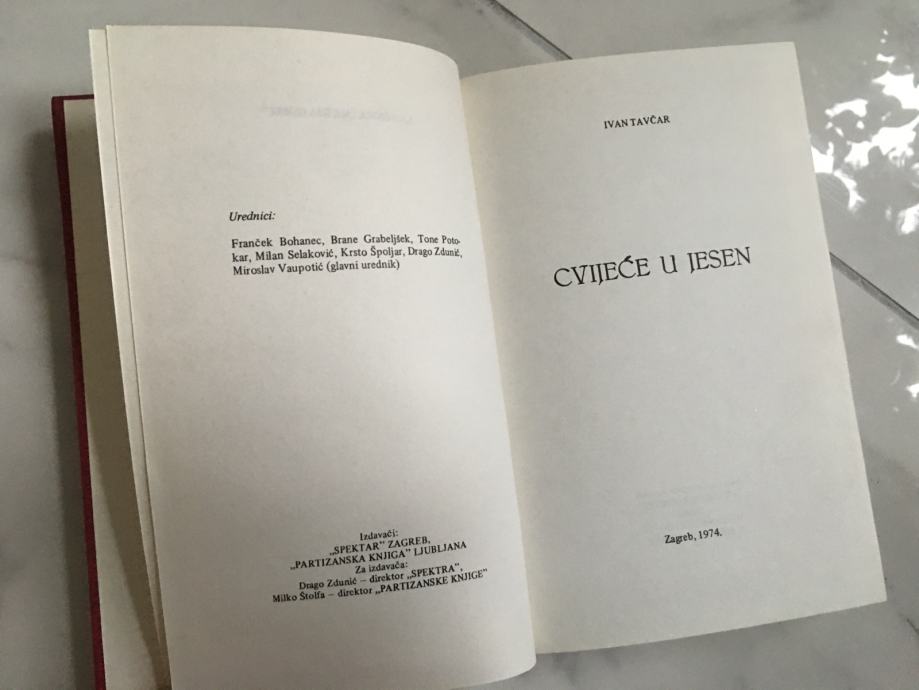 Urednici:
Franček Bohanec, Brane Grabeljšek, Tone Poto-
kar, Milan Selaković, Krsto Špoljar, Drago Zdunić,
Miroslav Vaupotić (glavni urednik)
Izdavači:
„SPEKTAR” ZAGREB,
„PARTIZANSKA KNJIGA” LJUBLJANA
Za izdavača:
Drago Zdunić – direktor „SPEKTRA”,
Milko Štolfa – direktor „PARTIZANSKE KNJIGE”
IVAN TAVČAR
CVIJEĆE U JESEN
Zagreb, 1974.